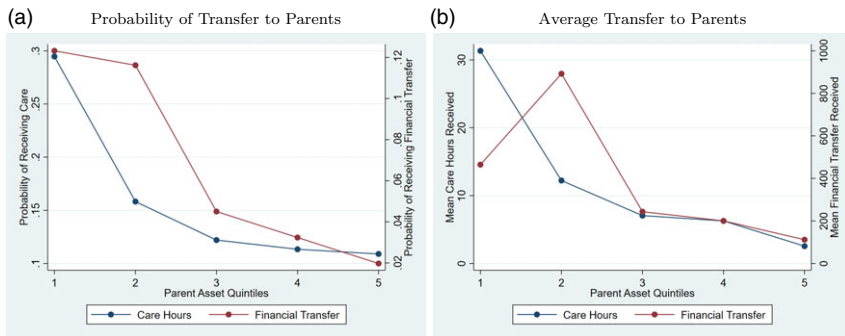 (a) Probability of Transfer to Parents
Probability of Receiving Care
.3
.25
.2
.15
.1
Probability of Receiving Financial Transfer
.12
.1
.08
.06
.04
.02
1 2 3 4 5
Parent Asset Quintiles
Care Hours Financial Transfer
(b) Average Transfer to Parents
Mean Care Hours Received
30
20
10
0
Mean Financial Transfer Received
1000
800
600
400
200
0
1 2 3 4 5
Parent Asset Quintiles
Care Hours Financial Transfer